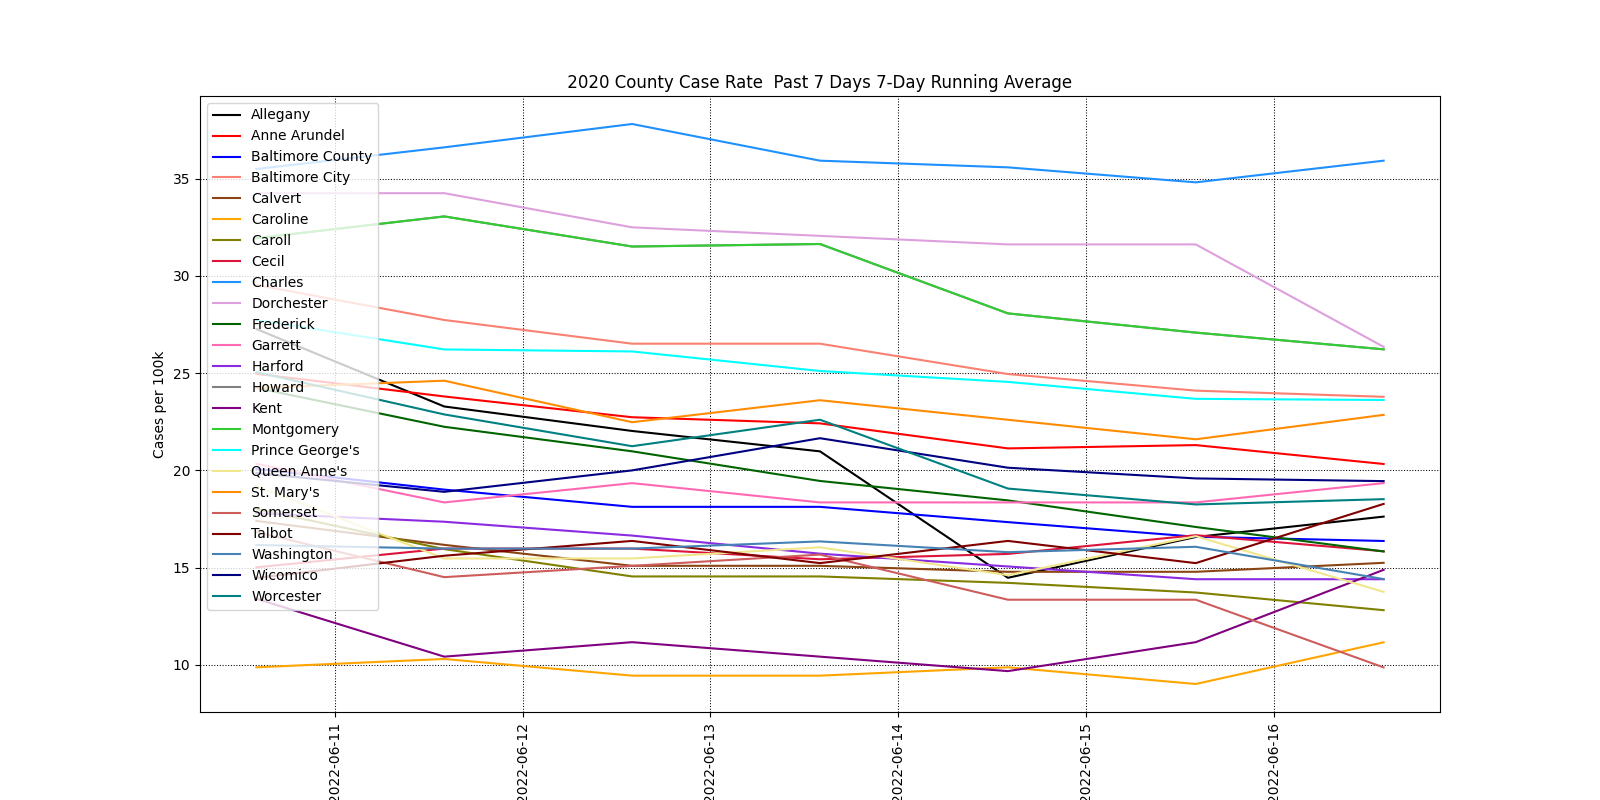 2020 County Case Rate  Past 7 Days 7-Day Running Average
Cases per 100k
35
30
25
20
15
10
Allegany
Anne Arundel
Baltimore County
Baltimore City
Calvert
Caroline
Caroll
Cecil
Charles
Dorchester
Frederick
Garrett
Harford
Howard
Kent
Montgomery
Prince George's
Queen Anne's
St. Mary's
Somerset
Talbot
Washington
Wicomico
Worcester
2022-06-11
2022-06-12
2022-06-13
2022-06-14
2022-06-15
2022-06-16